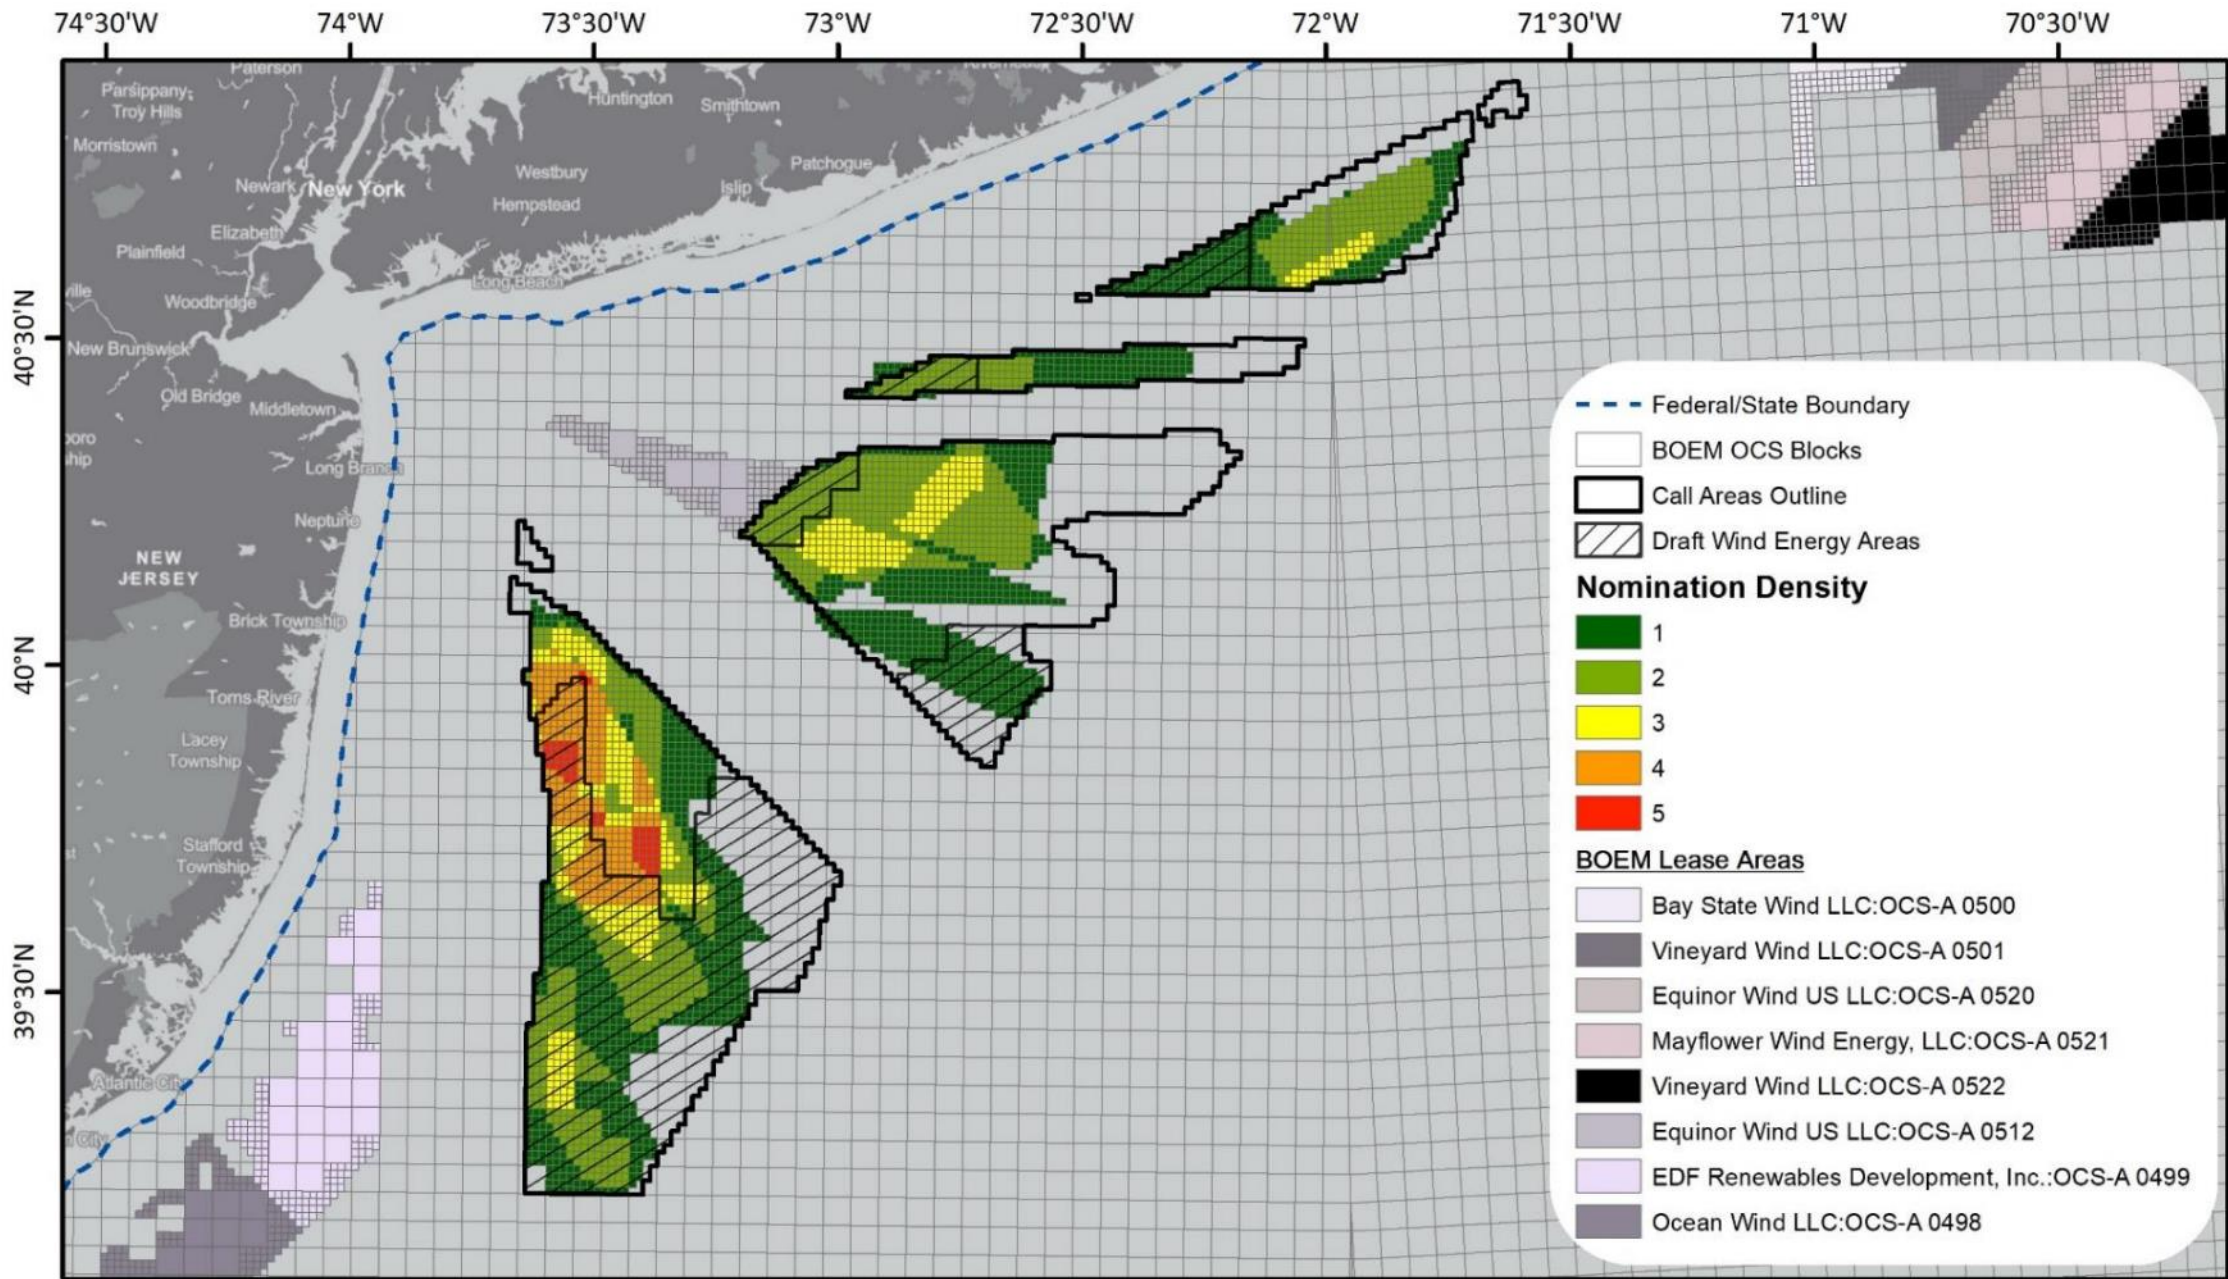 74°30'W 74°W 73°30'W 73°W 72°30'W 72°W 71°30'W 71°W 70°30'W
Paterson
Parsippany-
Troy Hills
Huntington
Smithtown
Morristown
Westbury
Patchogue
Newark
New York
Islip
Hempstead
Elizabeth
Plainfield
Long Beach
ville
Woodbridge
40°30'N
New Brunswick
Old Bridge
Middletown
boro
ship
Long Branch
Neptune
NEW
JERSEY
Brick Township
40°N
Toms River
Lacey
Township
Stafford
Township
39°30'N
Atlantic City
City
Federal/State Boundary
BOEM OCS Blocks
Call Areas Outline
Draft Wind Energy Areas
Nomination Density
1
2
3
4
5
BOEM Lease Areas
Bay State Wind LLC:OCS-A 0500
Vineyard Wind LLC:OCS-A 0501
Equinor Wind US LLC:OCS-A 0520
Mayflower Wind Energy, LLC:OCS-A 0521
Vineyard Wind LLC:OCS-A 0522
Equinor Wind US LLC:OCS-A 0512
EDF Renewables Development, Inc.:OCS-A 0499
Ocean Wind LLC:OCS-A 0498